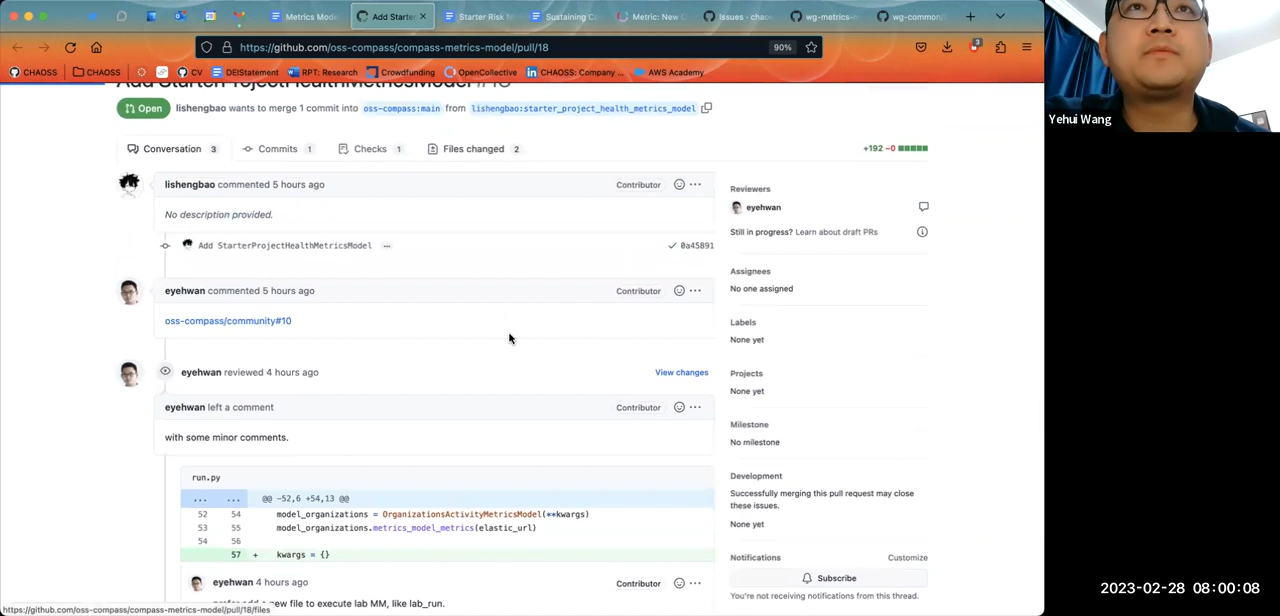 Metrics Mode
Add Starter
Starter Risk M
Sustaining C
Metric: New C
Issues · chao
wg-metrics-
wg-common/
https://github.com/oss-compass/compass-metrics-model/pull/18
90%
CHAOSS
CHAOSS
CV
DEIStatement
RPT: Research
Crowdfunding
OpenCollective
CHAOSS: Company ...
AWS Academy
Yehui Wang
Add StarterProjectHealthMetricsModel #18
Open
lishengbao wants to merge 1 commit into oss-compass:main from lishengbao:starter_project_health_metrics_model
Conversation 3
Commits 1
Checks 1
Files changed 2
+192 −0
lishengbao commented 5 hours ago
Contributor
No description provided.
Add StarterProjectHealthMetricsModel ...
0a45891
eyehwan commented 5 hours ago
Contributor
oss-compass/community#10
eyehwan reviewed 4 hours ago
View changes
eyehwan left a comment
Contributor
with some minor comments.
run.py
... ... @@ -52,6 +54,13 @@
52 54 model_organizations = OrganizationsActivityMetricsModel(**kwargs)
53 55 model_organizations.metrics_model_metrics(elastic_url)
54 56
57 + kwargs = {}
eyehwan 4 hours ago
Contributor
prefer add a new file to execute lab MM, like lab_run.
Reviewers
eyehwan
Still in progress? Learn about draft PRs
Assignees
No one assigned
Labels
None yet
Projects
None yet
Milestone
No milestone
Development
Successfully merging this pull request may close
these issues.
None yet
Notifications
Customize
Subscribe
You're not receiving notifications from this thread.
https://github.com/oss-compass/compass-metrics-model/pull/18/files
2023-02-28 08:00:08